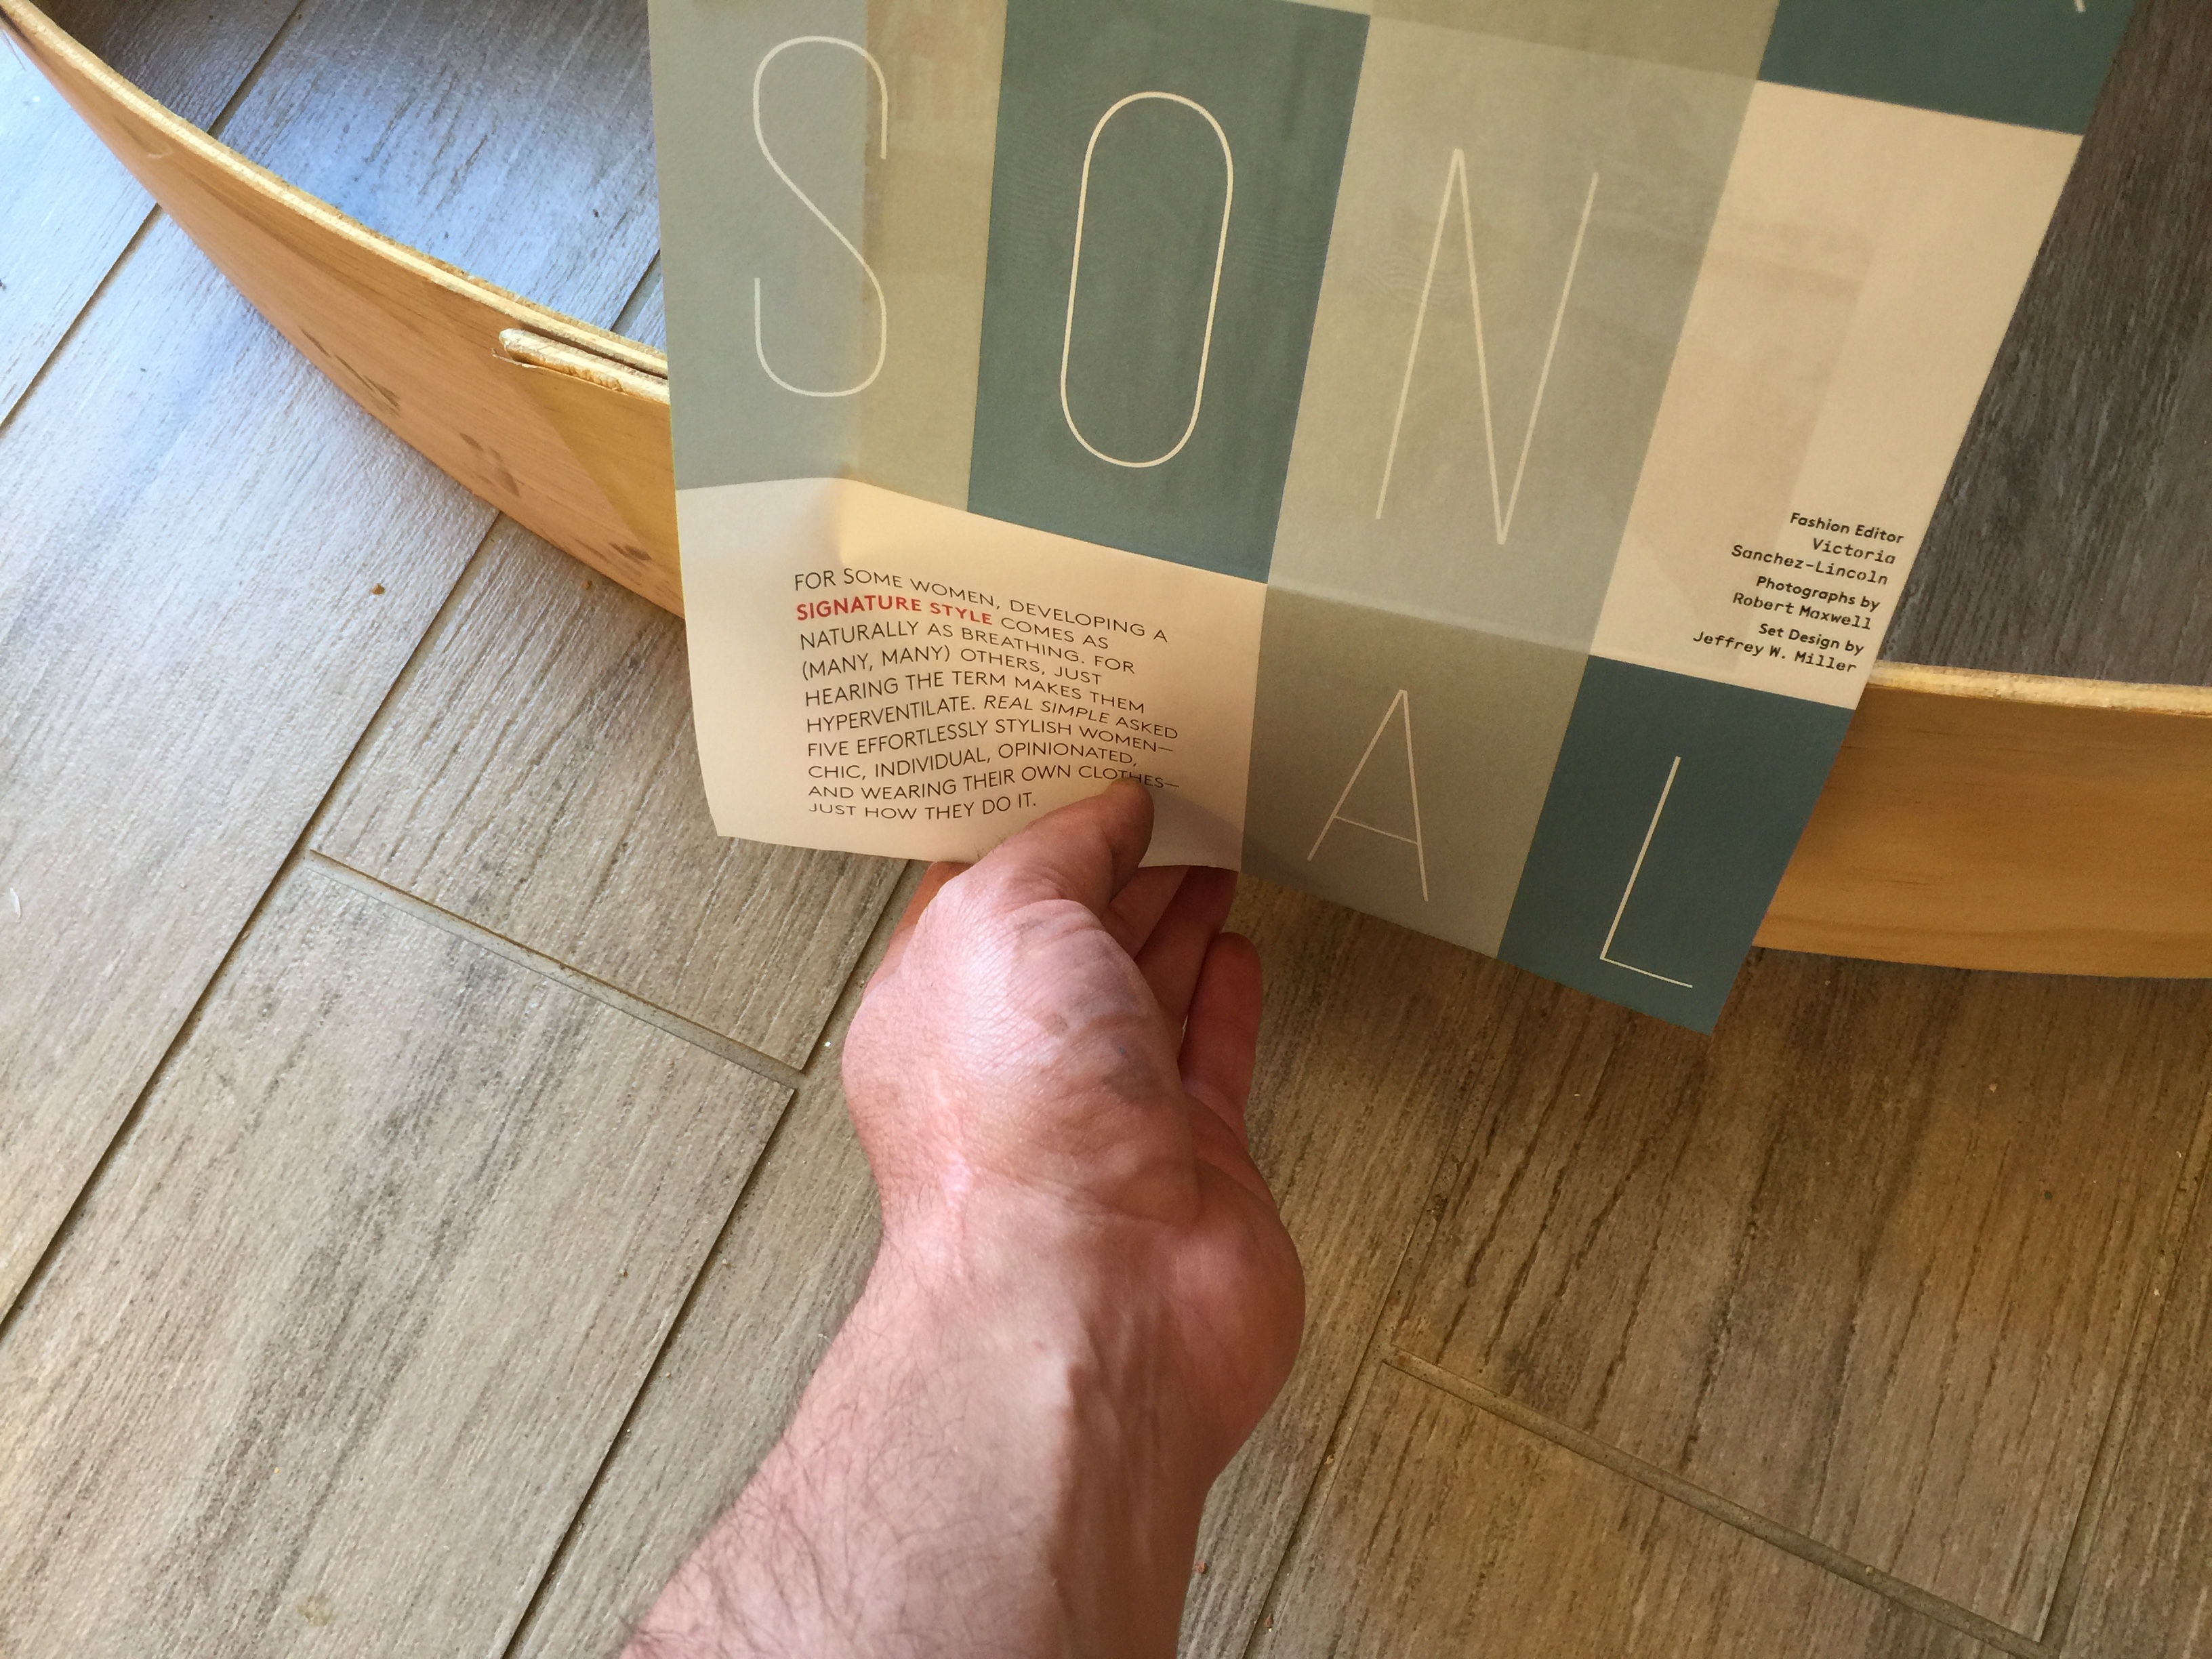 SON
AL
FOR SOME WOMEN, DEVELOPING A
SIGNATURE STYLE COMES AS
NATURALLY AS BREATHING. FOR
(MANY, MANY) OTHERS, JUST
HEARING THE TERM MAKES THEM
HYPERVENTILATE. REAL SIMPLE ASKED
FIVE EFFORTLESSLY STYLISH WOMEN—
CHIC, INDIVIDUAL, OPINIONATED,
AND WEARING THEIR OWN CLOTHES—
JUST HOW THEY DO IT.
Fashion Editor
Victoria
Sanchez-Lincoln
Photographs by
Robert Maxwell
Set Design by
Jeffrey W. Miller